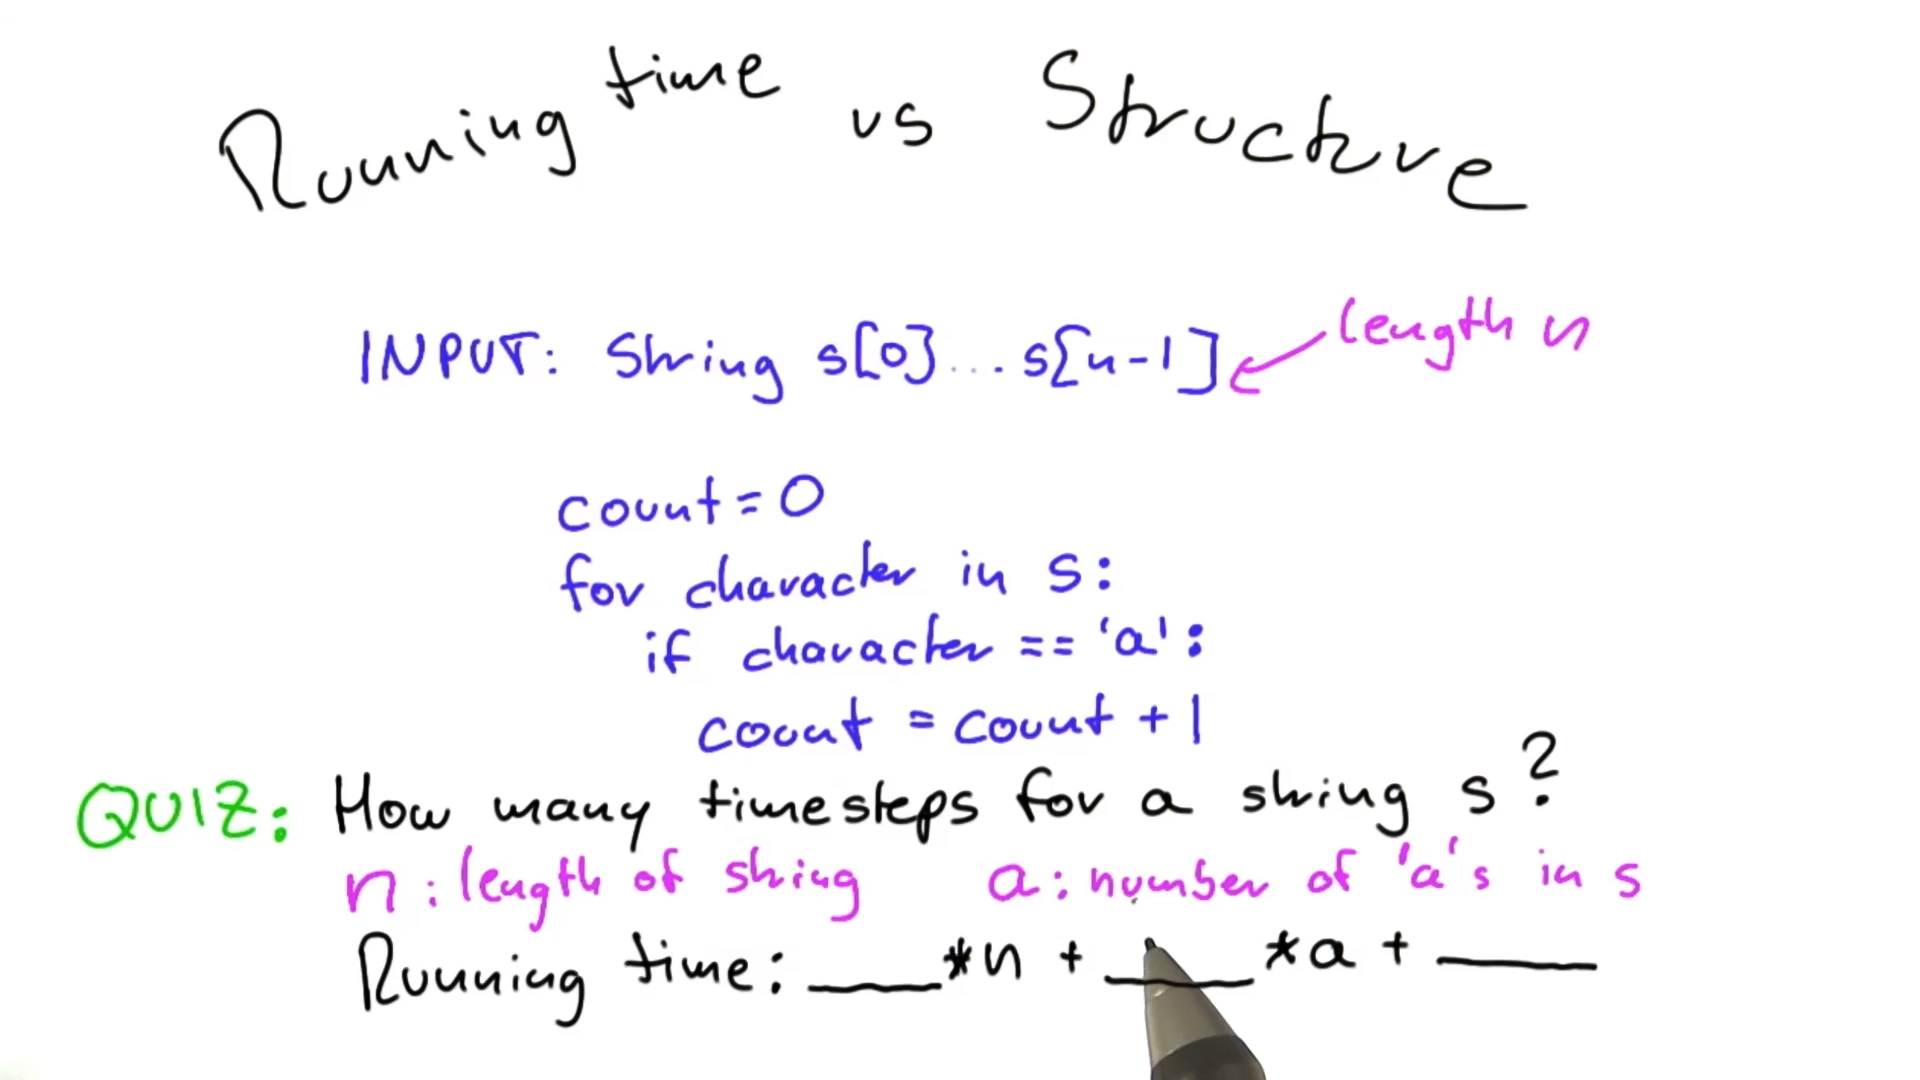 Running time vs Structure
INPUT: String s[0]...s[n-1] length n
count = 0
for character in s:
if character == 'a':
count = count + 1
QUIZ: How many timesteps for a string s?
n: length of string a: number of 'a's in s
Running time: ___*n + ___*a + ___